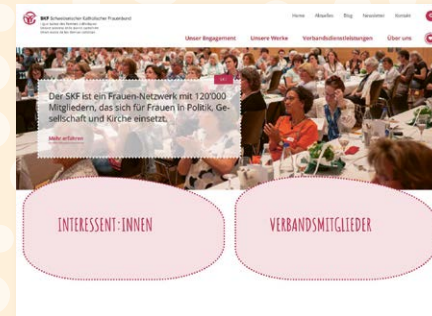 SKF Schweizerischer Katholischer Frauenbund
Home Aktuelles Blog Newsletter Kontakt
Unser Engagement Unsere Werke Verbandsdienstleistungen Über uns
Der SKF ist ein Frauen-Netzwerk mit 120'000
Mitgliedern, das sich für Frauen in Politik, Ge-
sellschaft und Kirche einsetzt.
Mehr erfahren
INTERESSENT:INNEN
VERBANDSMITGLIEDER